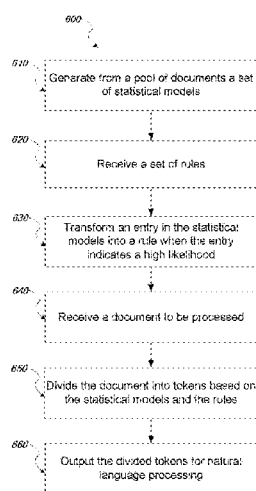 600
610
Generate from a pool of documents a set
of statistical models
620
Receive a set of rules
630
Transform an entry in the statistical
models into a rule when the entry
indicates a high likelihood
640
Receive a document to be processed
650
Divide the document into tokens based on
the statistical models and the rules
660
Output the divided tokens for natural
language processing